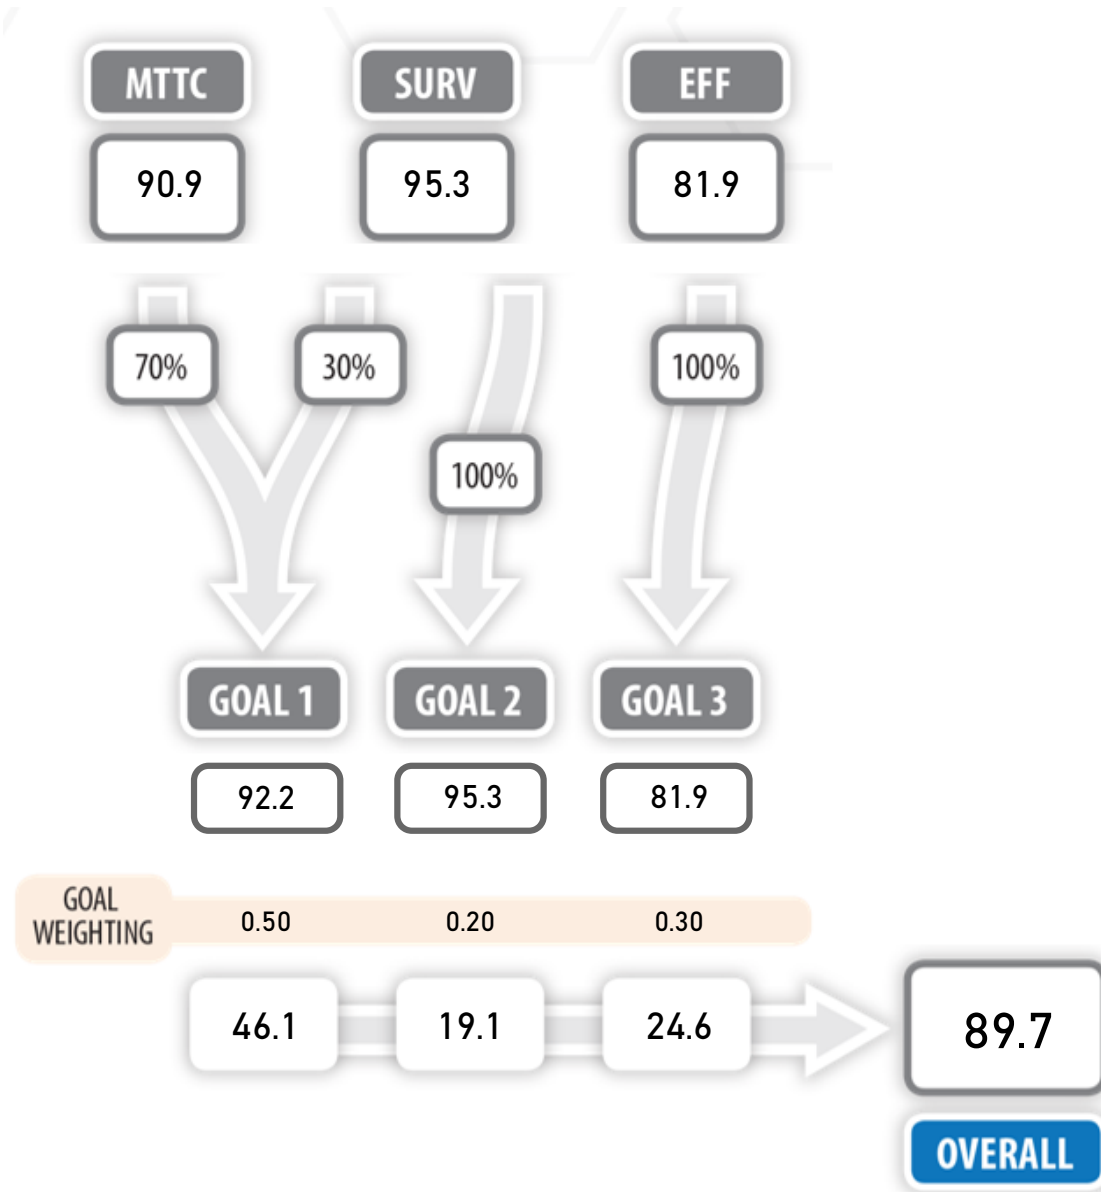 MTTC SURV EFF
90.9 95.3 81.9
70% 30% 100%
100%
GOAL 1 GOAL 2 GOAL 3
92.2 95.3 81.9
GOAL
WEIGHTING
0.50 0.20 0.30
46.1 19.1 24.6 89.7
OVERALL